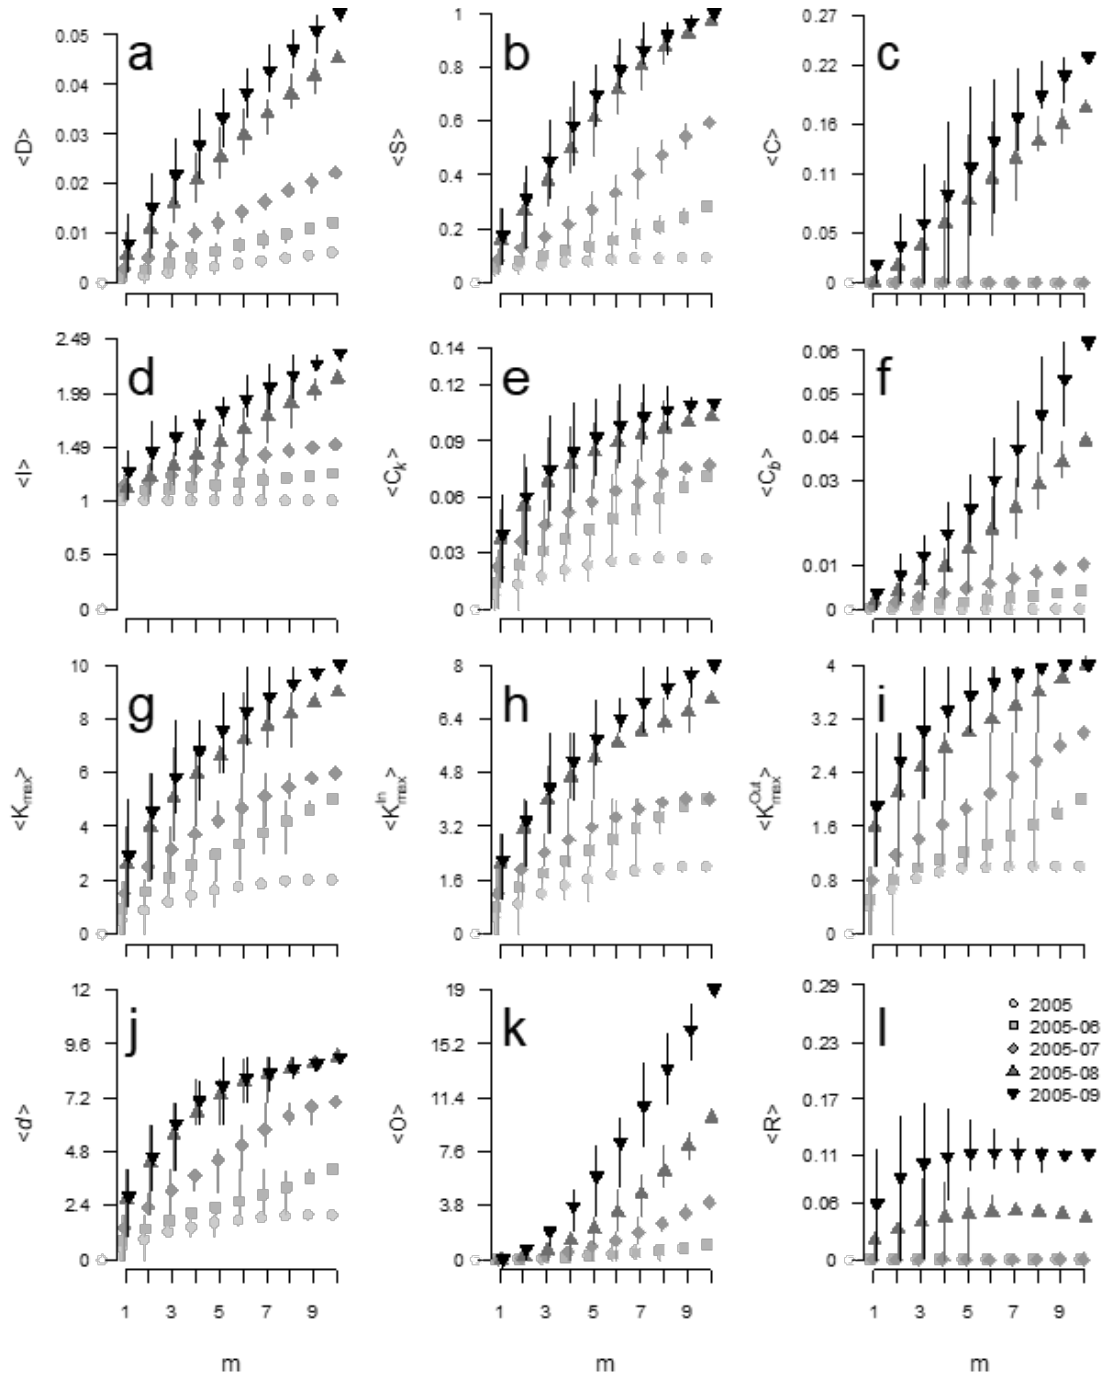 a
<D>
0.05
0.04
0.03
0.02
0.01
0
b
<S>
1
0.8
0.6
0.4
0.2
0
c
<C>
0.27
0.22
0.16
0.11
0.05
0
d
<l>
2.49
1.99
1.49
1
0.5
0
e
<Ck>
0.14
0.12
0.09
0.06
0.03
0
f
<Cb>
0.06
0.05
0.04
0.03
0.01
0
g
<Kmax>
10
8
6
4
2
0
h
<K^In_max>
8
6.4
4.8
3.2
1.6
0
i
<K^Out_max>
4
3.2
2.4
1.6
0.8
0
j
<d>
12
9.6
7.2
4.8
2.4
0
1 3 5 7 9
m
k
<O>
19
15.2
11.4
7.6
3.8
0
1 3 5 7 9
m
l
<R>
0.29
0.23
0.17
0.11
0.06
0
2005
2005-06
2005-07
2005-08
2005-09
1 3 5 7 9
m